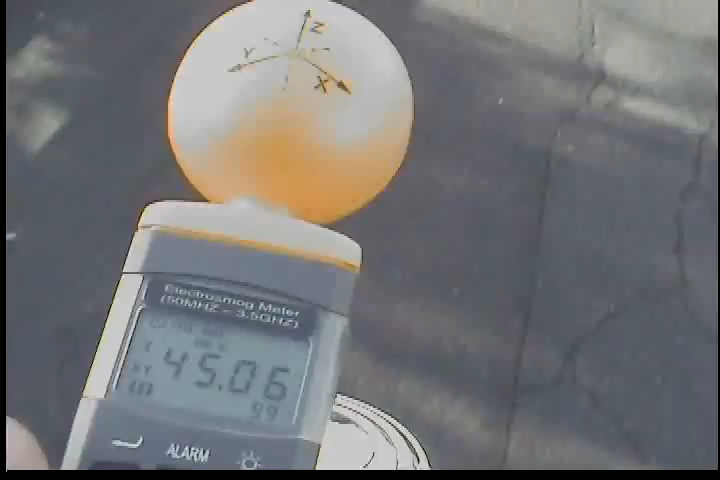 Z
Y
X
Electrosmog Meter
(50MHZ - 3.5GHZ)
45.06
99
ALARM